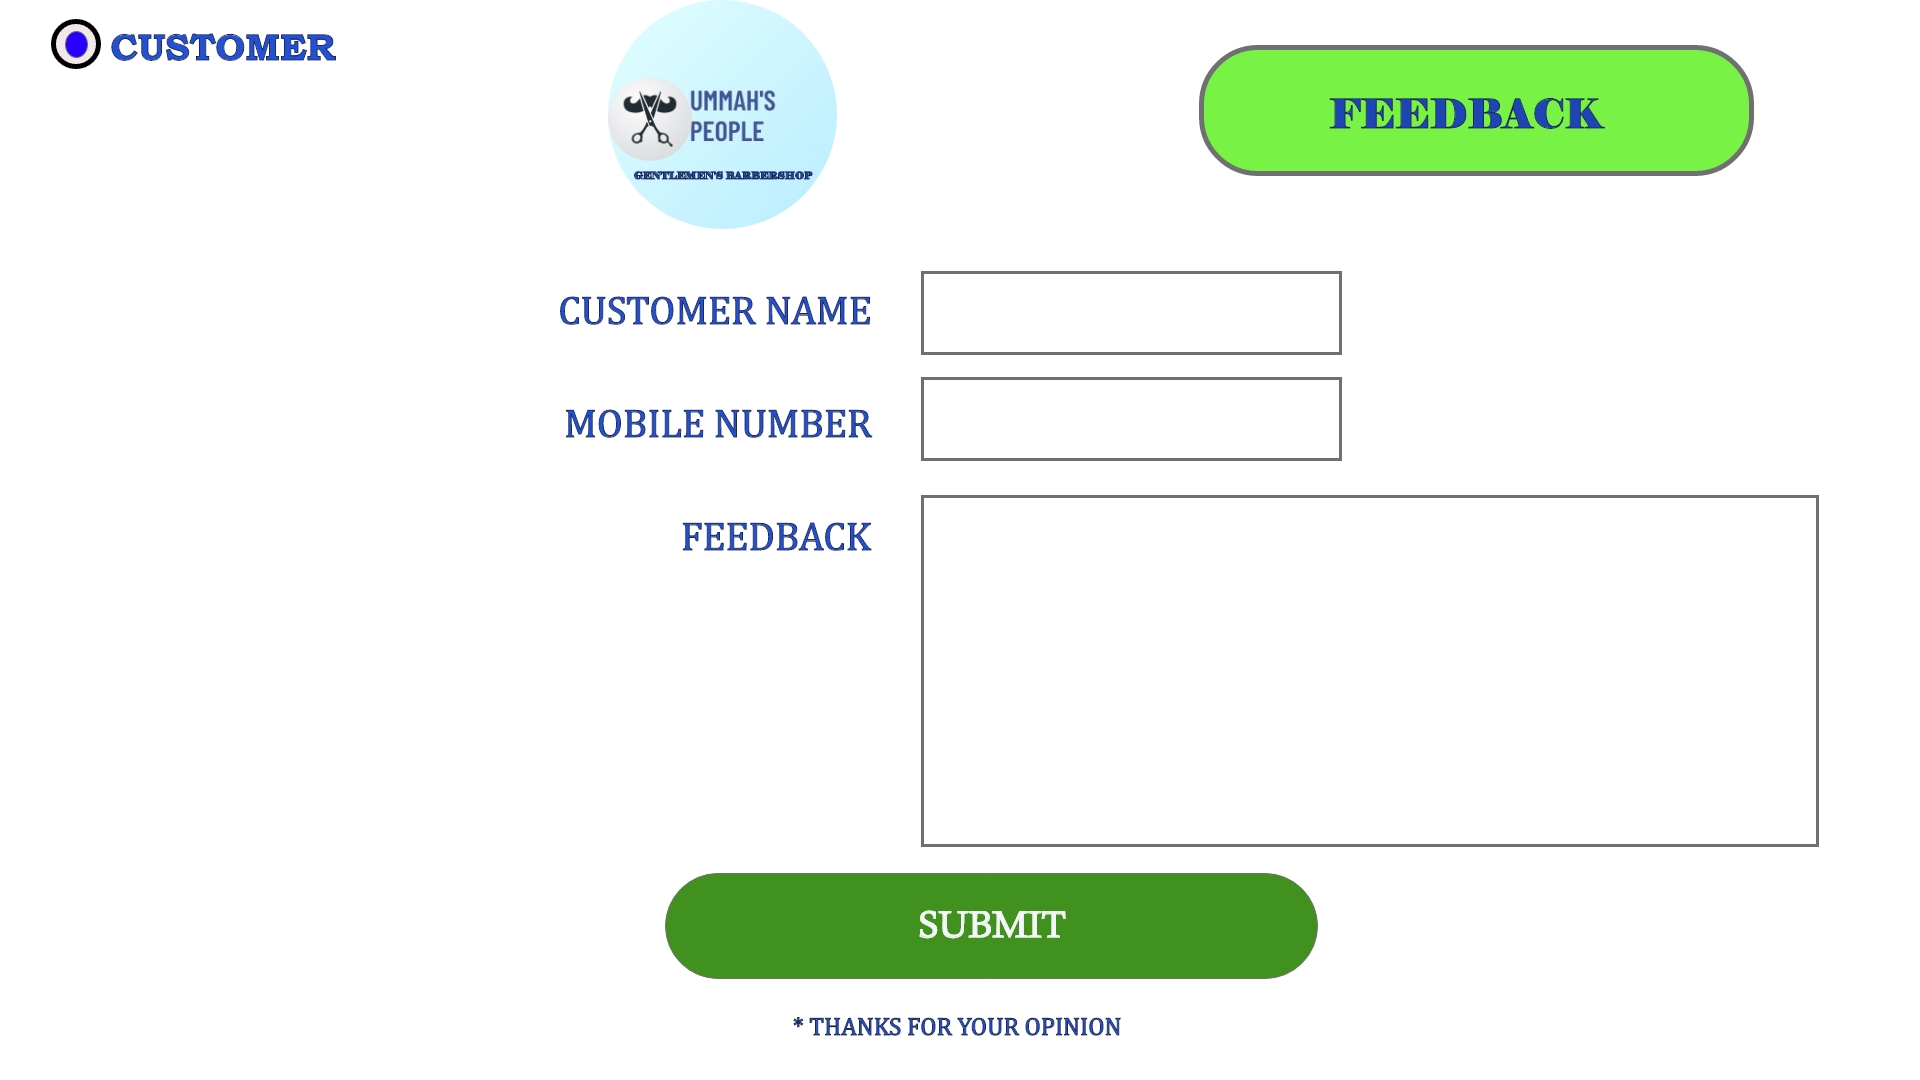 CUSTOMER
UMMAH'S
PEOPLE
GENTLEMEN'S BARBERSHOP
FEEDBACK
CUSTOMER NAME
MOBILE NUMBER
FEEDBACK
SUBMIT
* THANKS FOR YOUR OPINION